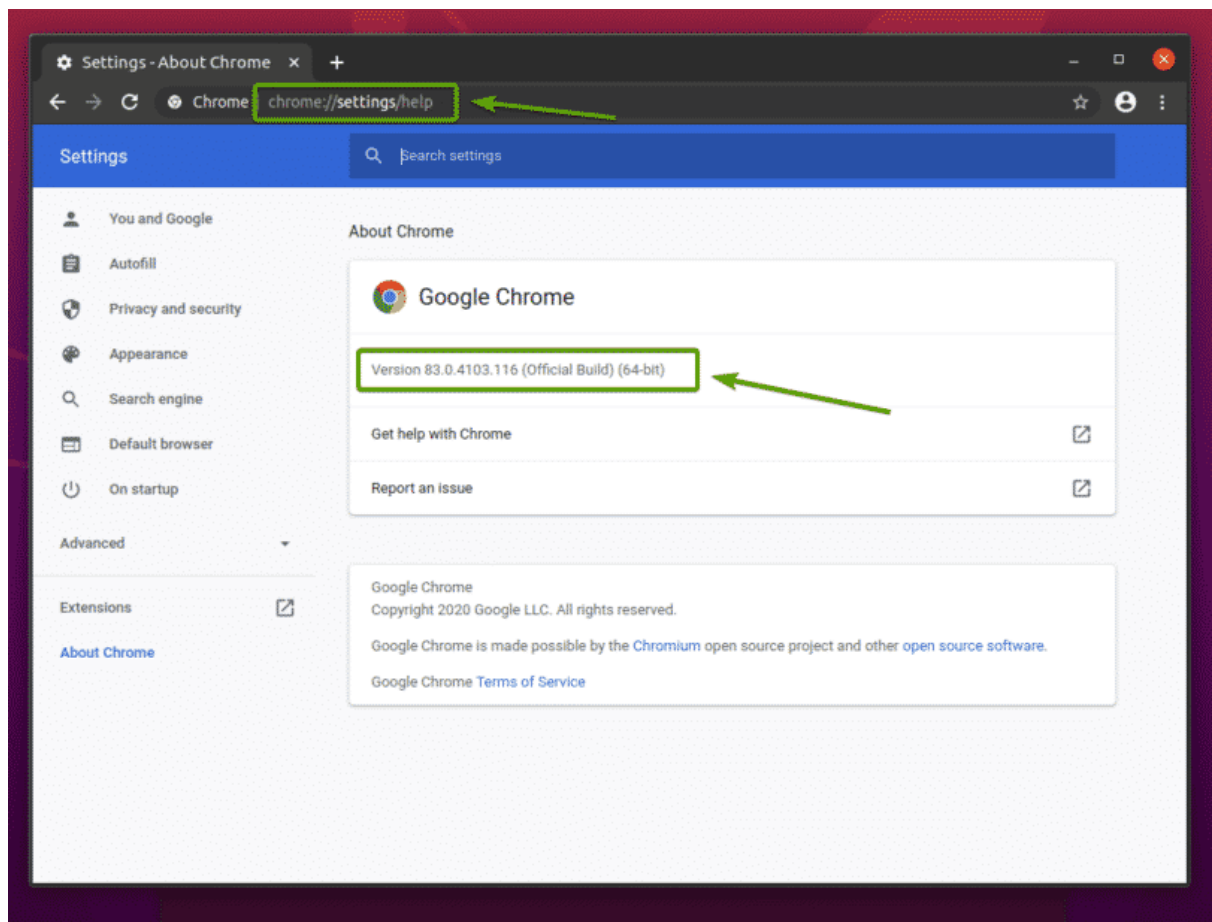 Settings - About Chrome
Chrome chrome://settings/help
Settings
Search settings
You and Google
Autofill
Privacy and security
Appearance
Search engine
Default browser
On startup
Advanced
Extensions
About Chrome
About Chrome
Google Chrome
Version 83.0.4103.116 (Official Build) (64-bit)
Get help with Chrome
Report an issue
Google Chrome
Copyright 2020 Google LLC. All rights reserved.
Google Chrome is made possible by the Chromium open source project and other open source software.
Google Chrome Terms of Service